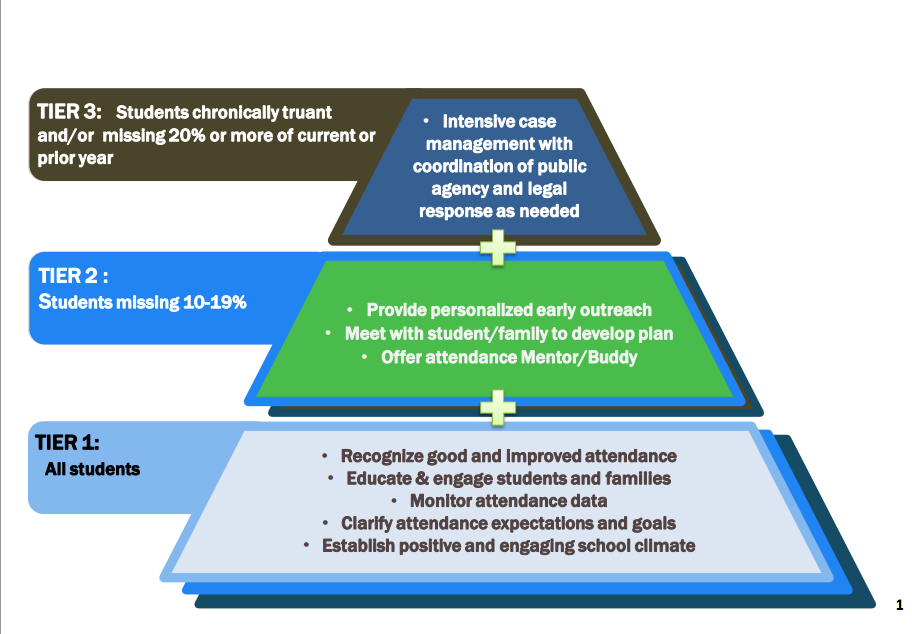 TIER 3: Students chronically truant
and/or missing 20% or more of current or
prior year
• Intensive case
management with
coordination of public
agency and legal
response as needed
TIER 2 :
Students missing 10-19%
• Provide personalized early outreach
• Meet with student/family to develop plan
• Offer attendance Mentor/Buddy
TIER 1:
All students
• Recognize good and improved attendance
• Educate & engage students and families
• Monitor attendance data
• Clarify attendance expectations and goals
• Establish positive and engaging school climate
1